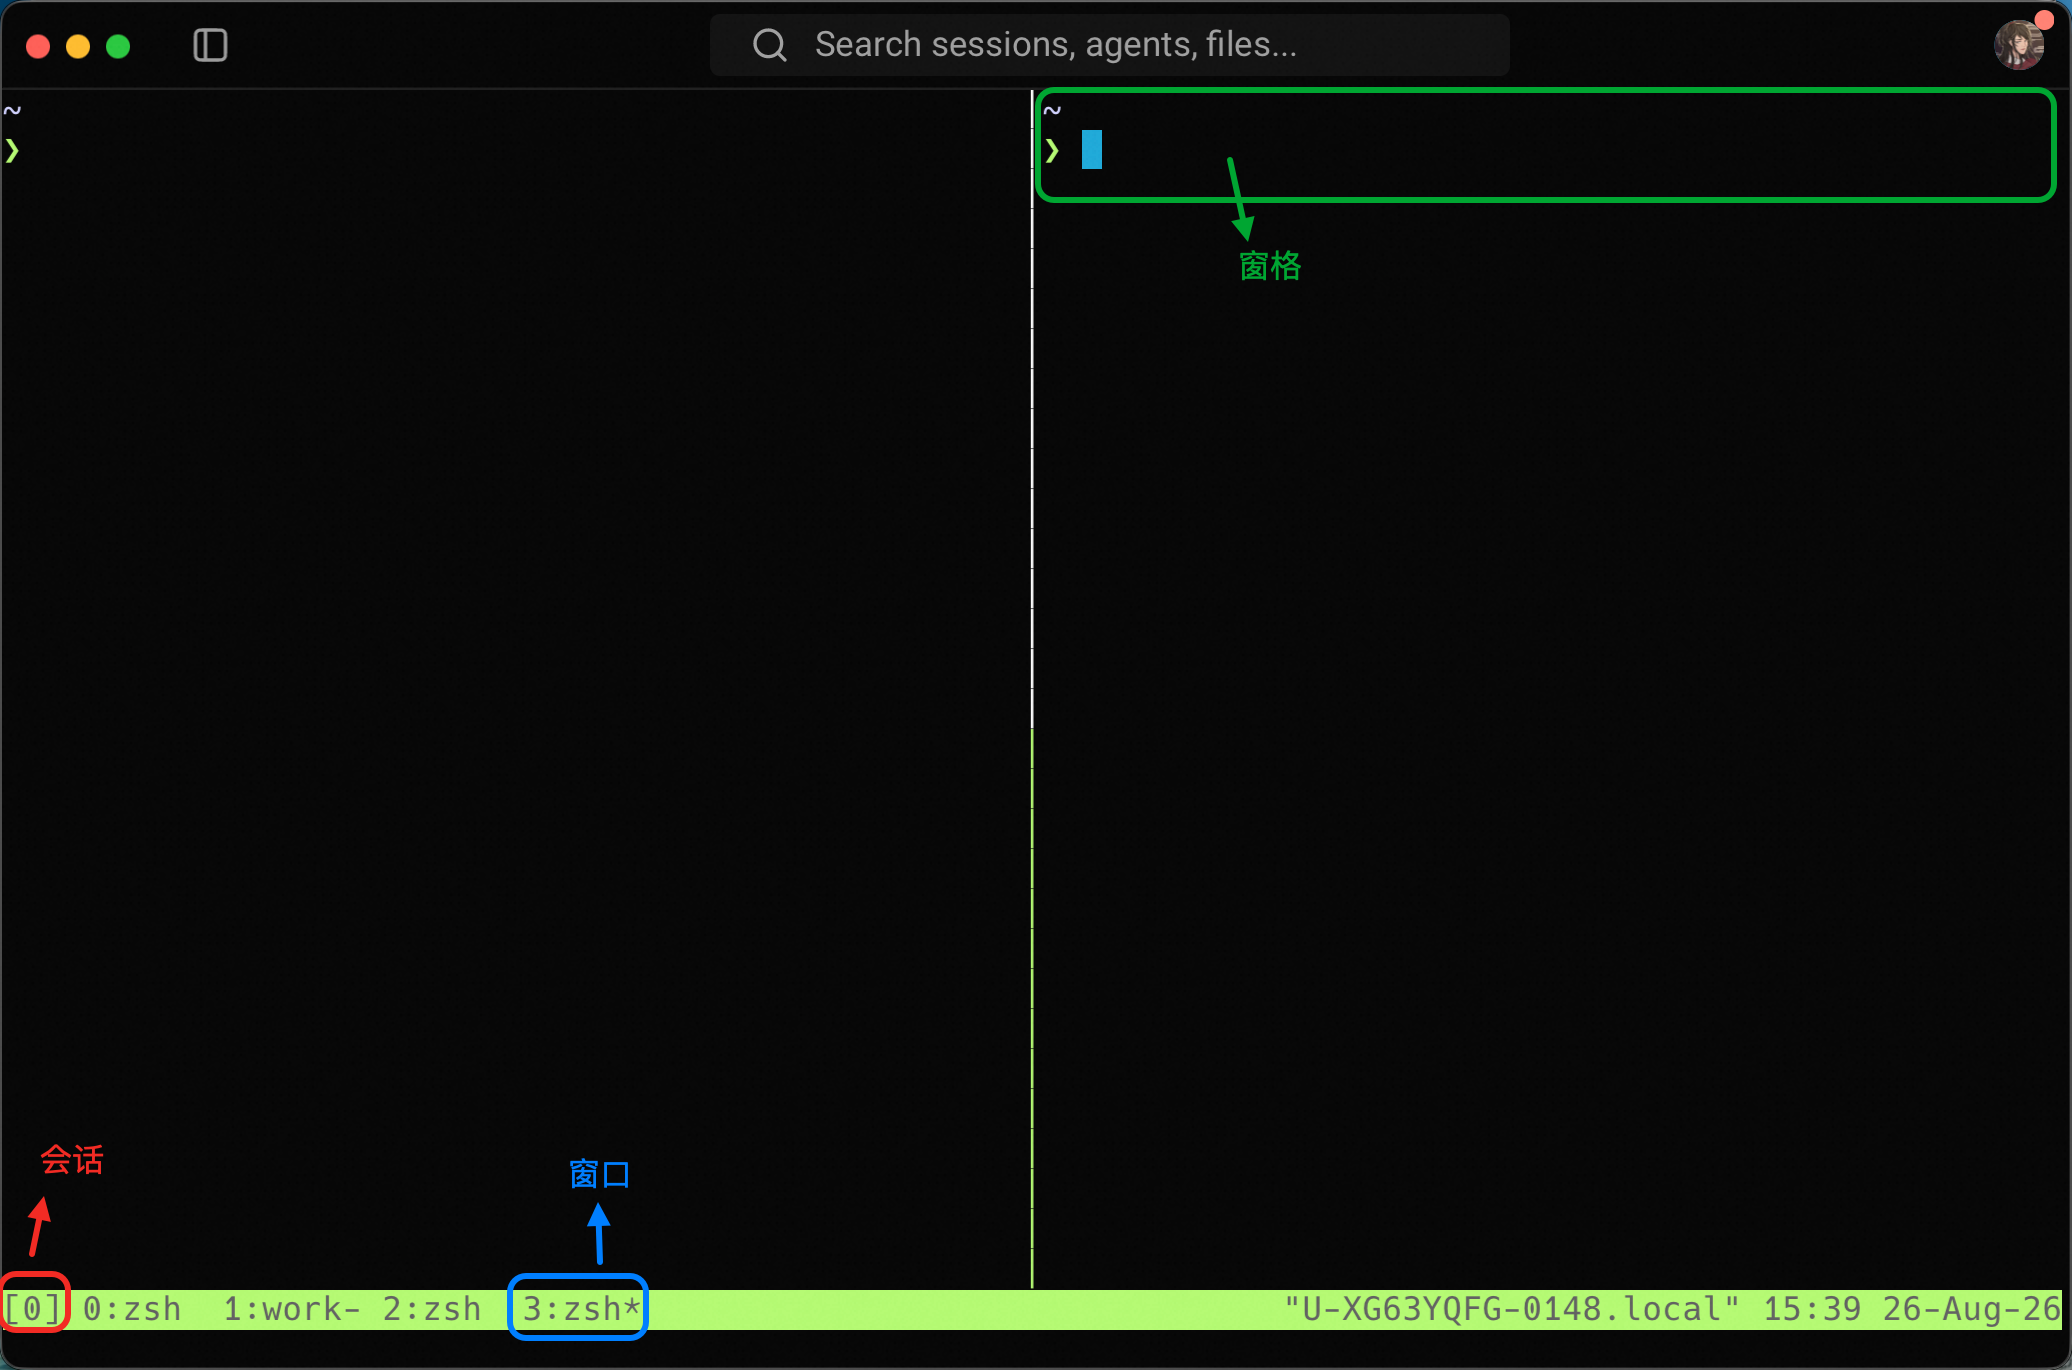 Search sessions, agents, files...
~
❯
~
❯
窗格
会话
窗口
[0] 0:zsh  1:work- 2:zsh  3:zsh* "U-XG63YQFG-0148.local" 15:39 26-Aug-26